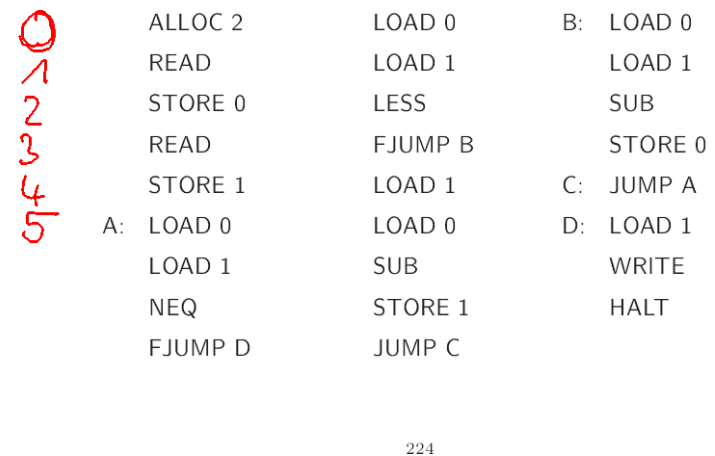 0 ALLOC 2 LOAD 0 B: LOAD 0
1 READ LOAD 1 LOAD 1
2 STORE 0 LESS SUB
3 READ FJUMP B STORE 0
4 STORE 1 LOAD 1 C: JUMP A
5 A: LOAD 0 LOAD 0 D: LOAD 1
LOAD 1 SUB WRITE
NEQ STORE 1 HALT
FJUMP D JUMP C
224